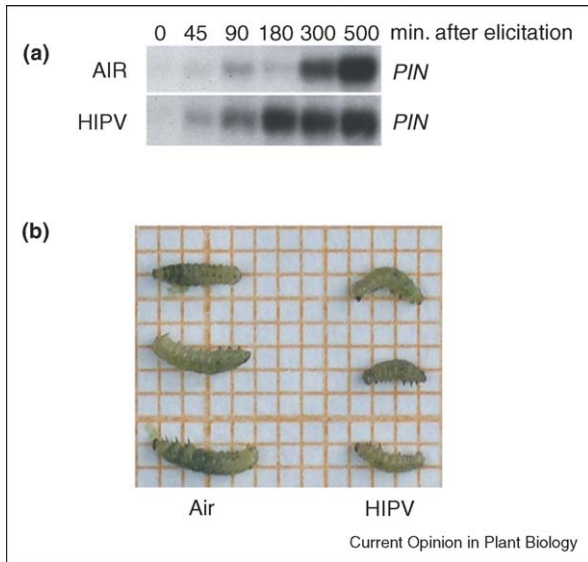 0 45 90 180 300 500 min. after elicitation
(a)
AIR PIN
HIPV PIN
(b)
Air HIPV
Current Opinion in Plant Biology